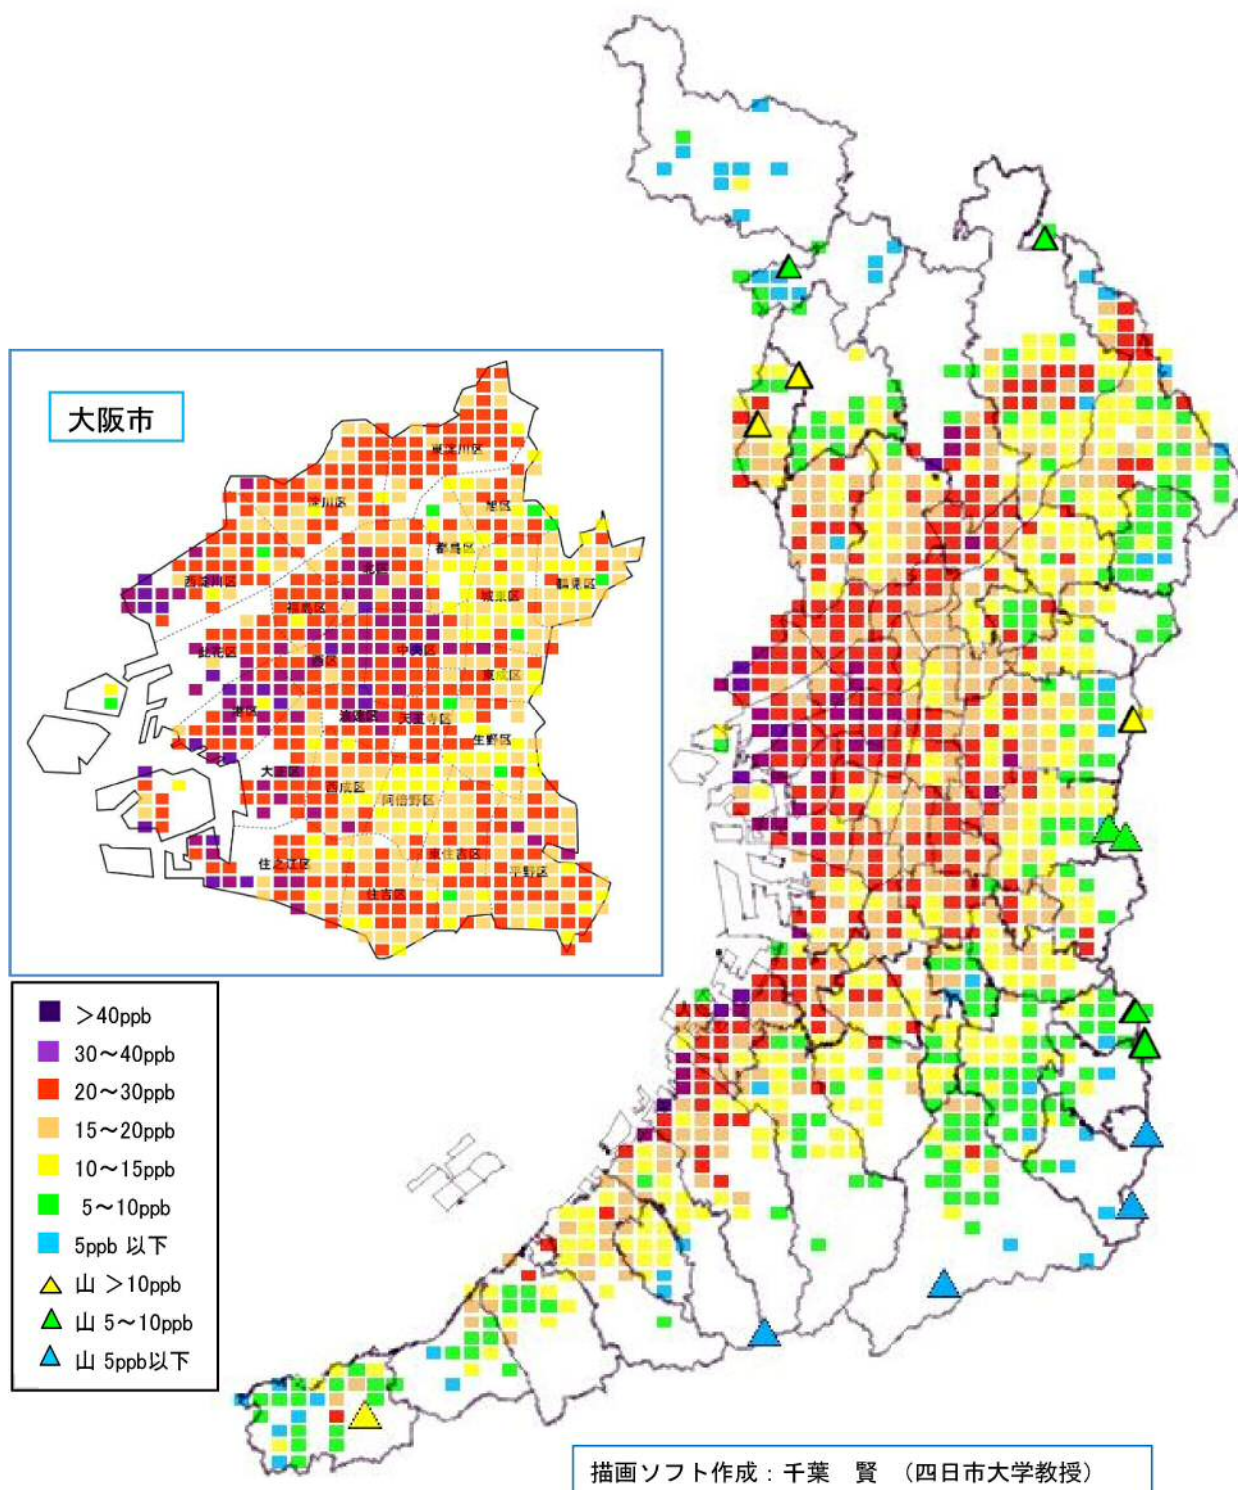 大阪市
東淀川区
淀川区
旭区
都島区
北区
西淀川区
鶴見区
城東区
福島区
此花区
中央区
西区
東成区
港区
浪速区
天王寺区
生野区
大正区
西成区
阿倍野区
住之江区
東住吉区
平野区
住吉区
>40ppb
30~40ppb
20~30ppb
15~20ppb
10~15ppb
5~10ppb
5ppb 以下
山 >10ppb
山 5~10ppb
山 5ppb以下
描画ソフト作成：千葉　賢　（四日市大学教授）